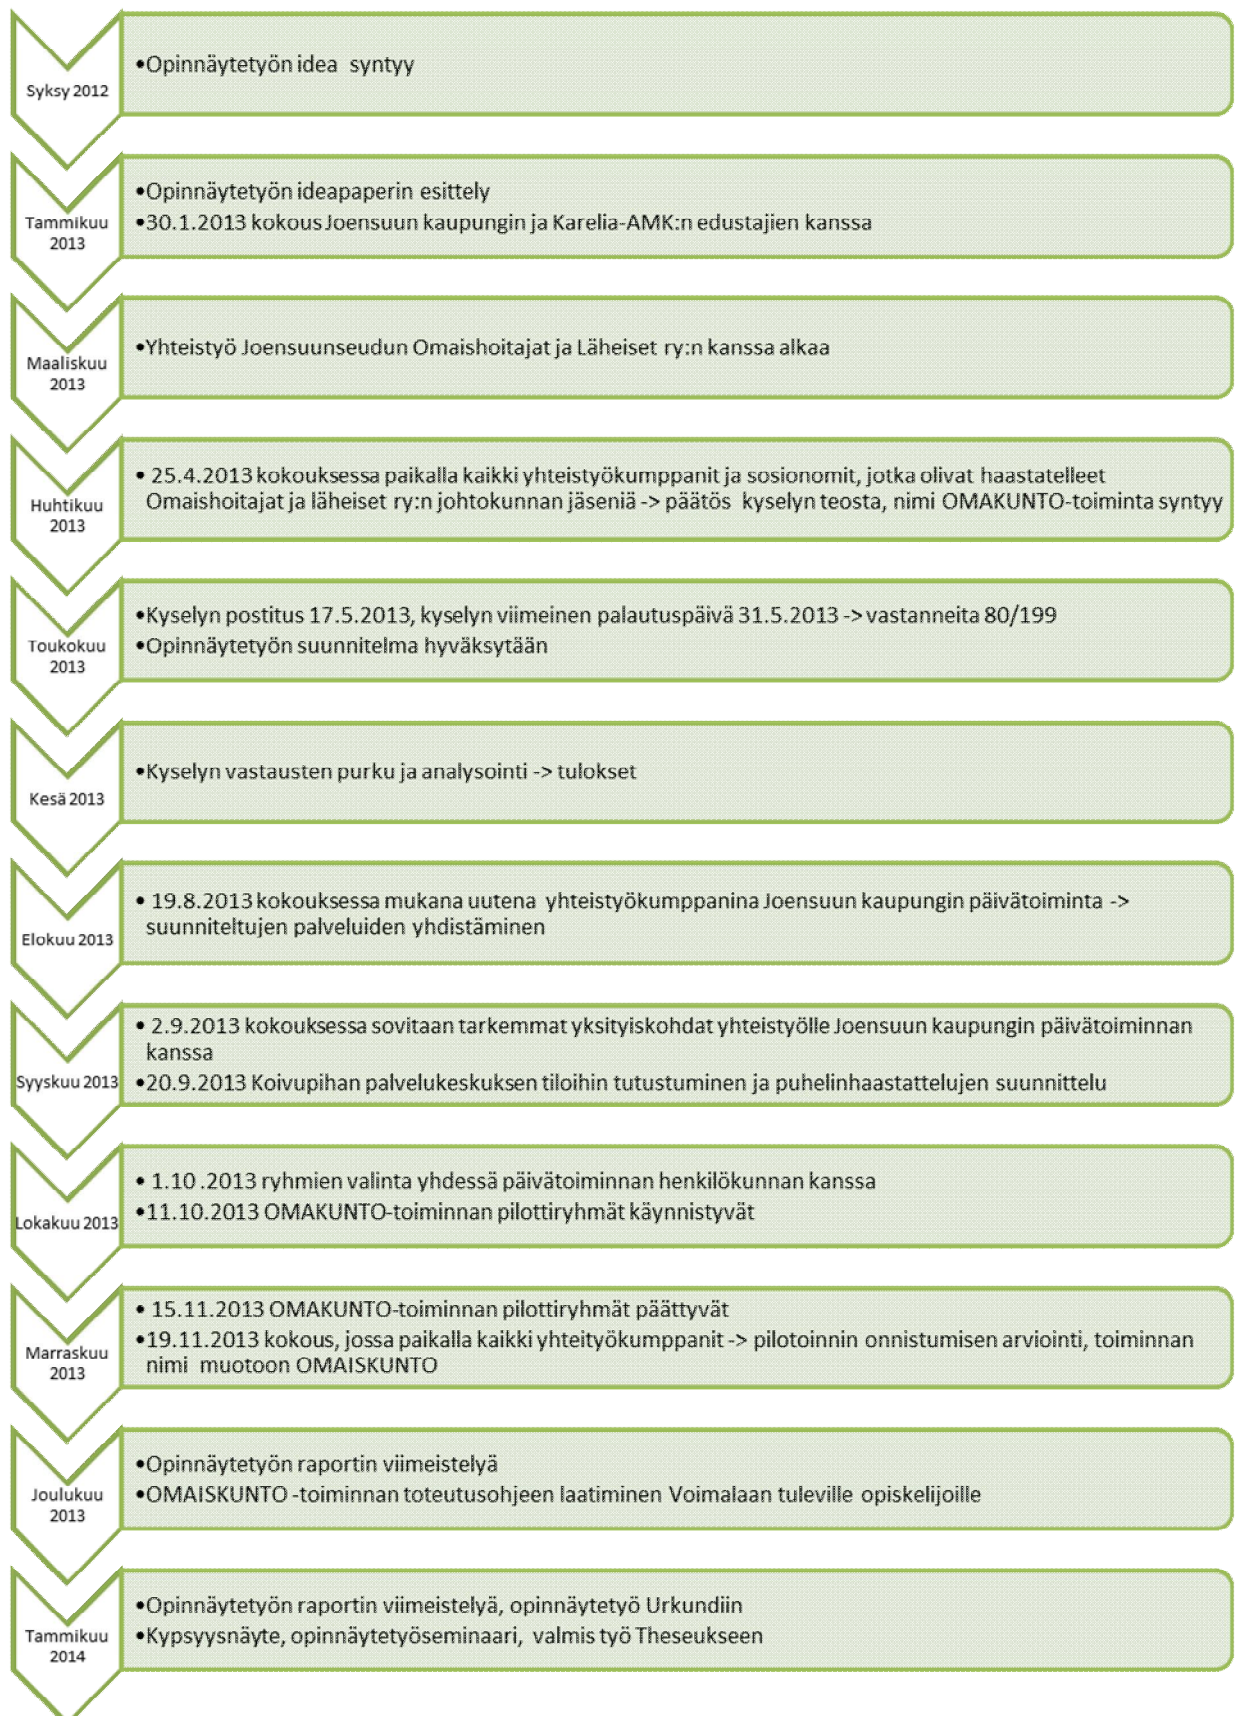 Syksy 2012
•Opinnäytetyön idea syntyy
Tammikuu
2013
•Opinnäytetyön ideapaperin esittely
•30.1.2013 kokous Joensuun kaupungin ja Karelia-AMK:n edustajien kanssa
Maaliskuu
2013
•Yhteistyö Joensuunseudun Omaishoitajat ja Läheiset ry:n kanssa alkaa
Huhtikuu
2013
• 25.4.2013 kokouksessa paikalla kaikki yhteistyökumppanit ja sosionomit, jotka olivat haastatelleet
Omaishoitajat ja läheiset ry:n johtokunnan jäseniä -> päätös kyselyn teosta, nimi OMAKUNTO-toiminta syntyy
Toukokuu
2013
•Kyselyn postitus 17.5.2013, kyselyn viimeinen palautuspäivä 31.5.2013 -> vastanneita 80/199
•Opinnäytetyön suunnitelma hyväksytään
Kesä 2013
•Kyselyn vastausten purku ja analysointi -> tulokset
Elokuu 2013
• 19.8.2013 kokouksessa mukana uutena yhteistyökumppanina Joensuun kaupungin päivätoiminta ->
suunniteltujen palveluiden yhdistäminen
Syyskuu 2013
• 2.9.2013 kokouksessa sovitaan tarkemmat yksityiskohdat yhteistyölle Joensuun kaupungin päivätoiminnan
kanssa
•20.9.2013 Koivupihan palvelukeskuksen tiloihin tutustuminen ja puhelinhaastattelujen suunnittelu
Lokakuu 2013
• 1.10 .2013 ryhmien valinta yhdessä päivätoiminnan henkilökunnan kanssa
•11.10.2013 OMAKUNTO-toiminnan pilottiryhmät käynnistyvät
Marraskuu
2013
• 15.11.2013 OMAKUNTO-toiminnan pilottiryhmät päättyvät
•19.11.2013 kokous, jossa paikalla kaikki yhteityökumppanit -> pilotoinnin onnistumisen arviointi, toiminnan
nimi muotoon OMAISKUNTO
Joulukuu
2013
•Opinnäytetyön raportin viimeistelyä
•OMAISKUNTO -toiminnan toteutusohjeen laatiminen Voimalaan tuleville opiskelijoille
Tammikuu
2014
•Opinnäytetyön raportin viimeistelyä, opinnäytetyö Urkundiin
•Kypsyysnäyte, opinnäytetyöseminaari, valmis työ Theseukseen